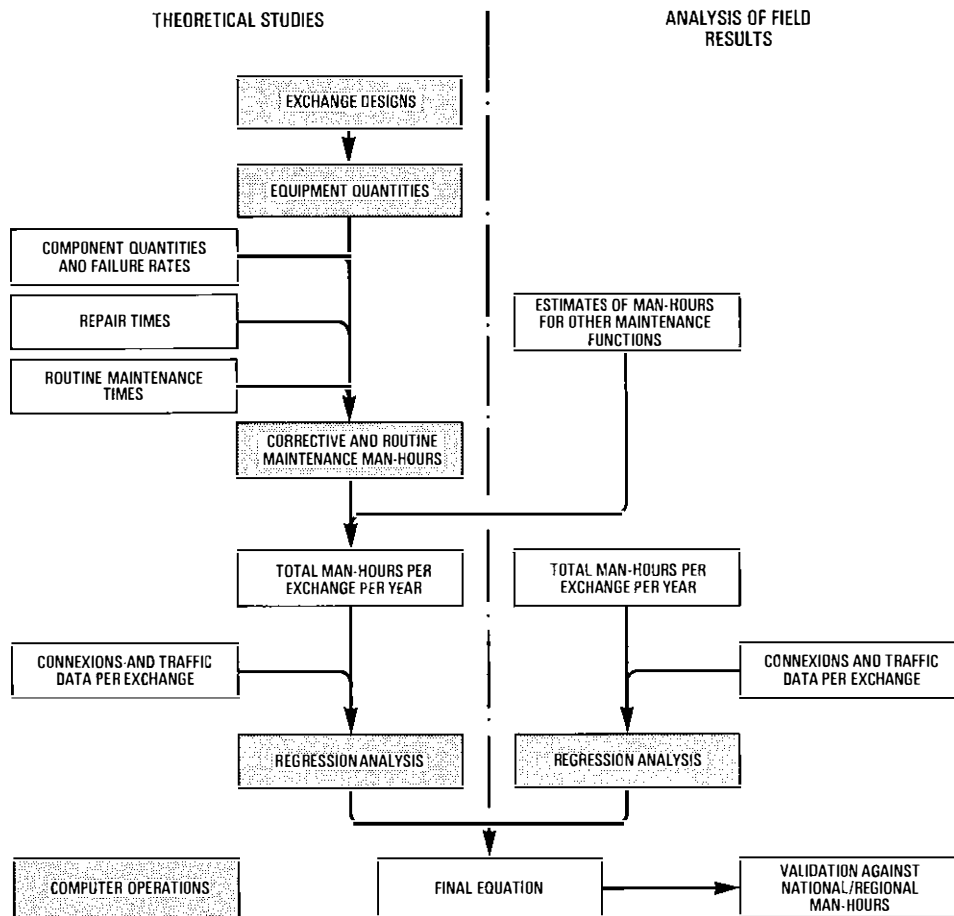 THEORETICAL STUDIES
ANALYSIS OF FIELD
RESULTS
EXCHANGE DESIGNS
EQUIPMENT QUANTITIES
COMPONENT QUANTITIES
AND FAILURE RATES
REPAIR TIMES
ESTIMATES OF MAN-HOURS
FOR OTHER MAINTENANCE
FUNCTIONS
ROUTINE MAINTENANCE
TIMES
CORRECTIVE AND ROUTINE
MAINTENANCE MAN-HOURS
TOTAL MAN-HOURS PER
EXCHANGE PER YEAR
TOTAL MAN-HOURS PER
EXCHANGE PER YEAR
CONNEXIONS AND TRAFFIC
DATA PER EXCHANGE
CONNEXIONS AND TRAFFIC
DATA PER EXCHANGE
REGRESSION ANALYSIS
REGRESSION ANALYSIS
COMPUTER OPERATIONS
FINAL EQUATION
VALIDATION AGAINST
NATIONAL/REGIONAL
MAN-HOURS